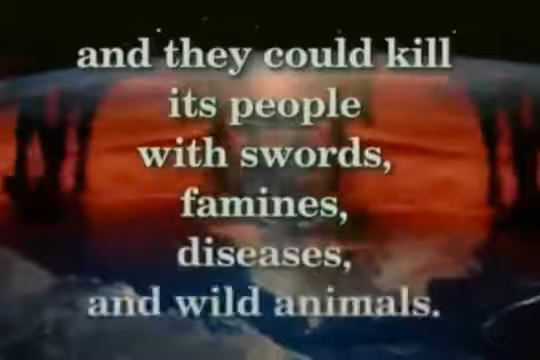 and they could kill
its people
with swords,
famines,
diseases,
and wild animals.